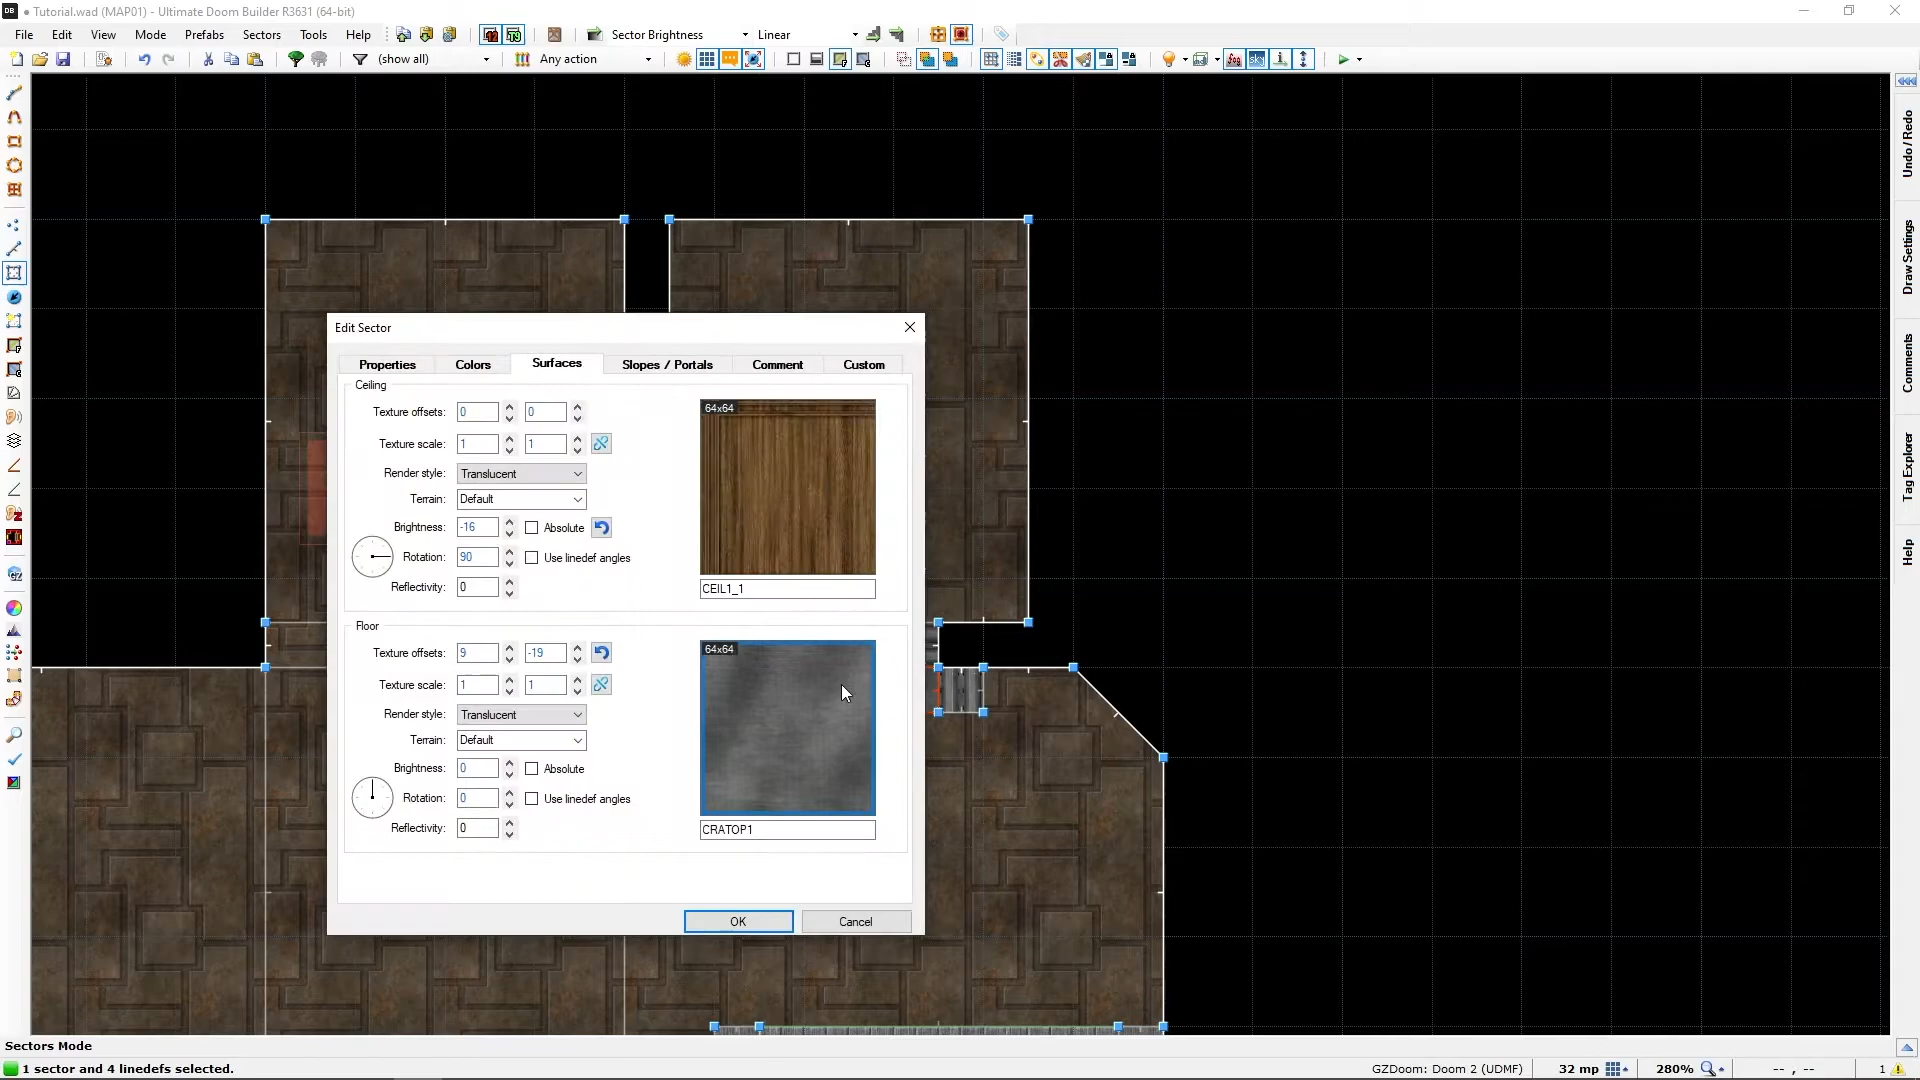 DB • Tutorial.wad (MAP01) - Ultimate Doom Builder R3631 (64-bit)
File Edit View Mode Prefabs Sectors Tools Help Sector Brightness Linear
(show all) Any action
Undo / Redo
Draw Settings
Comments
Tag Explorer
Help
Edit Sector
Properties Colors Surfaces Slopes / Portals Comment Custom
Ceiling
Texture offsets: 0 0
64x64
Texture scale: 1 1
Render style: Translucent
Terrain: Default
Brightness: -16 Absolute
Rotation: 90 Use linedef angles
Reflectivity: 0
CEIL1_1
Floor
Texture offsets: 9 -19
64x64
Texture scale: 1 1
Render style: Translucent
Terrain: Default
Brightness: 0 Absolute
Rotation: 0 Use linedef angles
Reflectivity: 0
CRATOP1
OK Cancel
Sectors Mode
1 sector and 4 linedefs selected. GZDoom: Doom 2 (UDMF) 32 mp 280% -- , -- 1